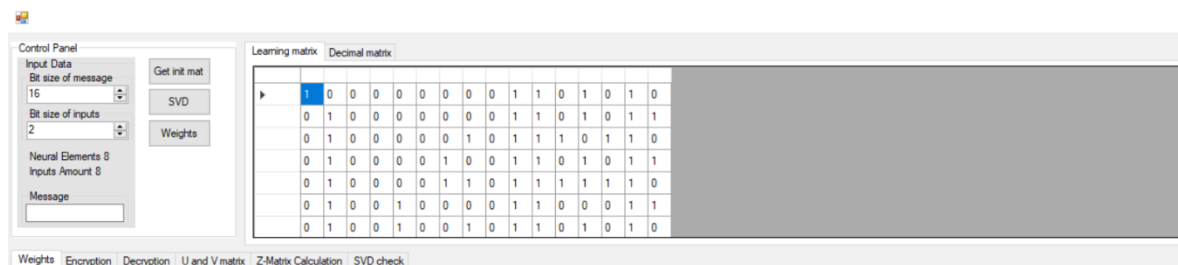 Control Panel
Input Data
Bit size of message
16
Bit size of inputs
2
Neural Elements 8
Inputs Amount 8
Message
Get init mat
SVD
Weights
Learning matrix Decimal matrix
1 0 0 0 0 0 0 0 0 1 1 0 1 0 1 0
0 1 0 0 0 0 0 0 0 1 1 0 1 0 1 1
0 1 0 0 0 0 0 1 0 1 1 1 0 1 1 0
0 1 0 0 0 0 1 0 0 1 1 0 1 0 1 1
0 1 0 0 0 0 1 1 0 1 1 1 1 1 1 0
0 1 0 0 1 0 0 0 0 1 1 0 0 0 1 1
0 1 0 0 1 0 0 1 0 1 1 0 1 0 1 0
Weights Encryption Decryption U and V matrix Z-Matrix Calculation SVD check